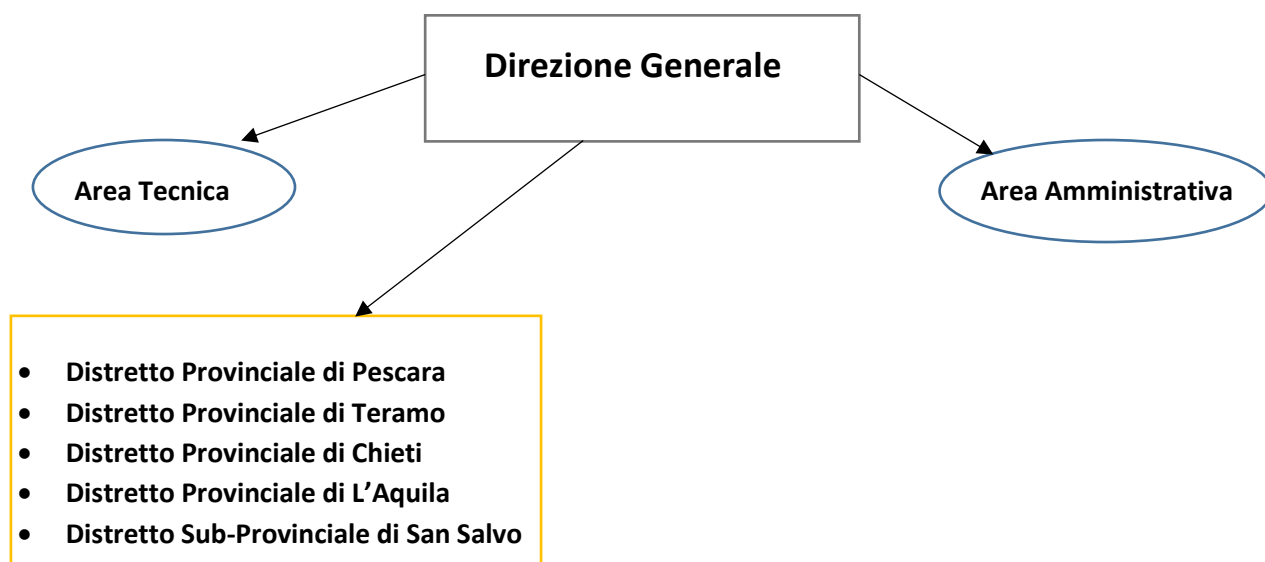 Direzione Generale
Area Tecnica
Area Amministrativa
• Distretto Provinciale di Pescara
• Distretto Provinciale di Teramo
• Distretto Provinciale di Chieti
• Distretto Provinciale di L’Aquila
• Distretto Sub-Provinciale di San Salvo